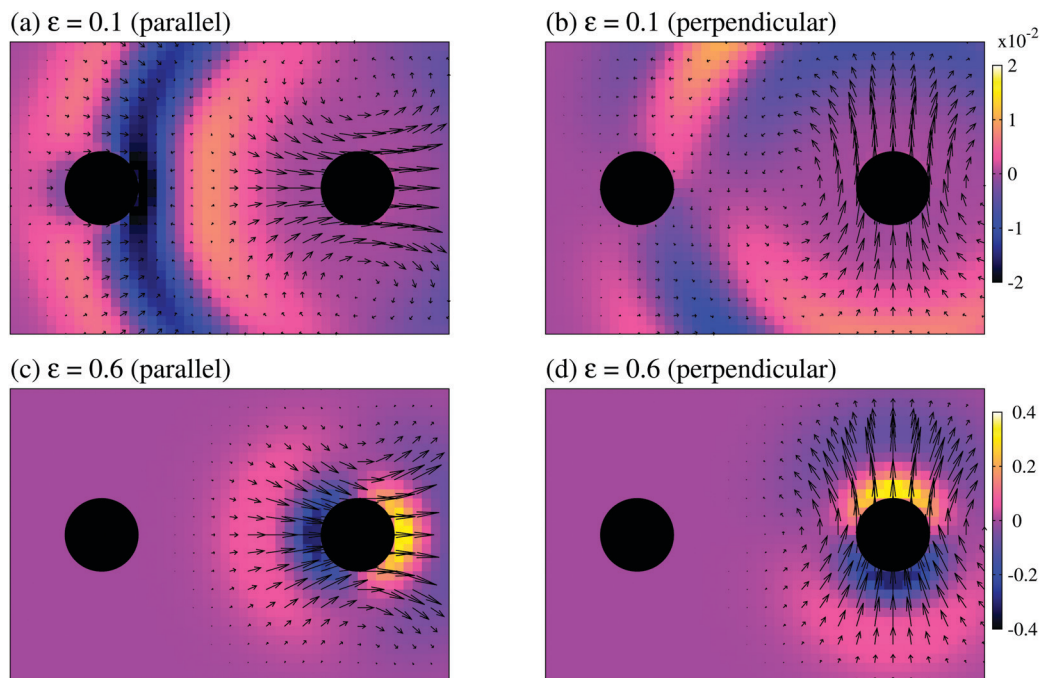 (a) ε = 0.1 (parallel)
(b) ε = 0.1 (perpendicular)
x10⁻²
2
1
0
-1
-2
(c) ε = 0.6 (parallel)
(d) ε = 0.6 (perpendicular)
0.4
0.2
0
-0.2
-0.4